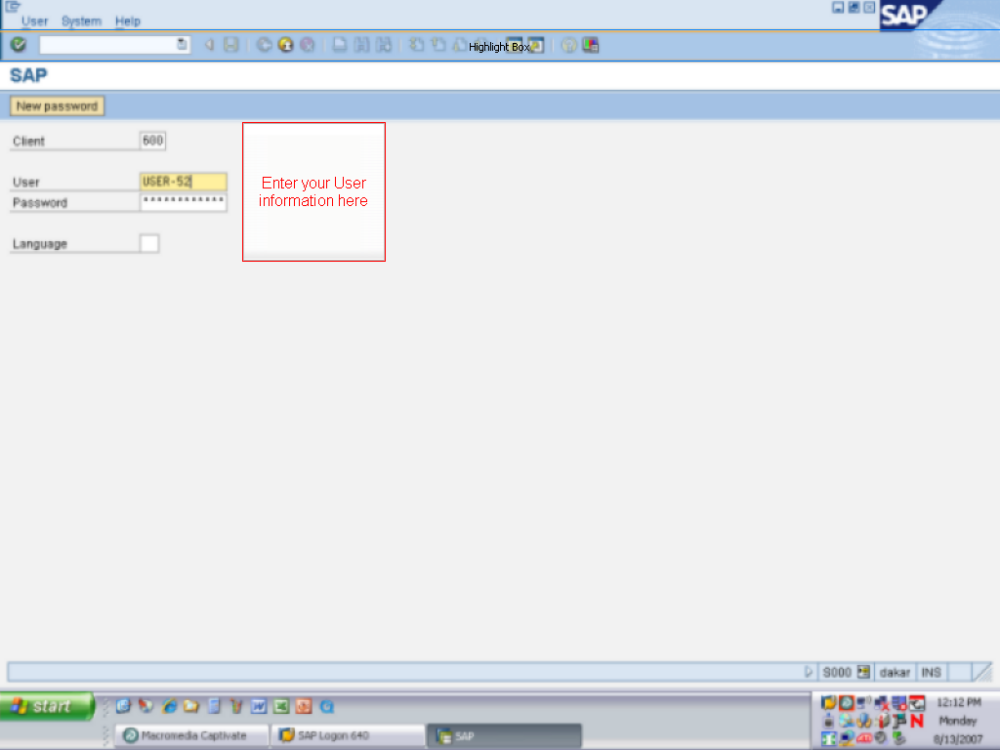 User System Help
SAP
Highlight Box
SAP
New password
Client 600
User USER-52
Enter your User
information here
Password ************
Language
S000 dakar INS
start
12:12 PM
Monday
8/13/2007
Macromedia Captivate SAP Logon 640 SAP